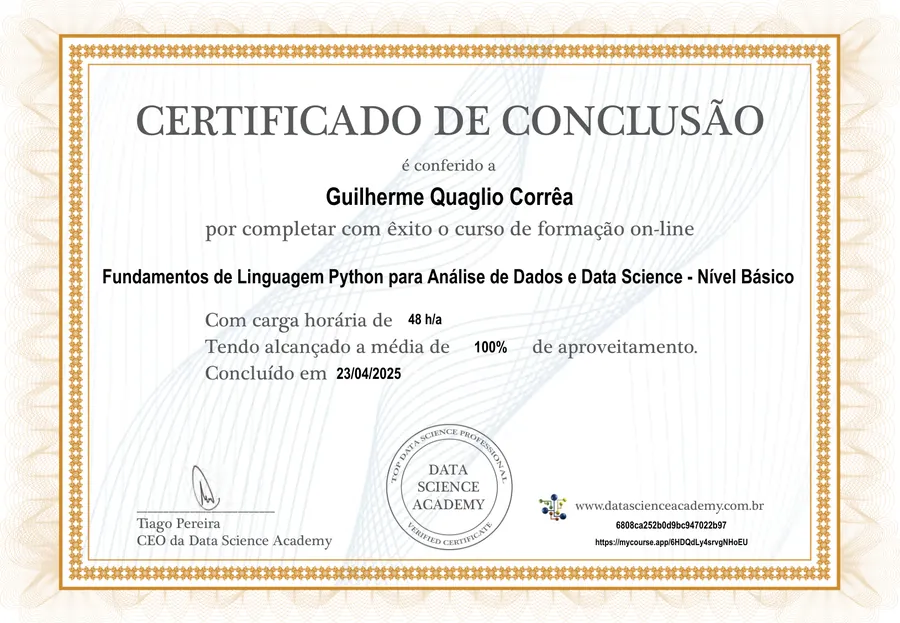 CERTIFICADO DE CONCLUSÃO
é conferido a
Guilherme Quaglio Corrêa
por completar com êxito o curso de formação on-line
Fundamentos de Linguagem Python para Análise de Dados e Data Science - Nível Básico
Com carga horária de 48 h/a
Tendo alcançado a média de 100% de aproveitamento.
Concluído em 23/04/2025
TOP DATA SCIENCE PROFESSIONAL
DATA
SCIENCE
ACADEMY
VERIFIED CERTIFICATE
Tiago Pereira
CEO da Data Science Academy
www.datascienceacademy.com.br
6808ca252b0d9bc947022b97
https://mycourse.app/6HDQdLy4srvgNHoEU